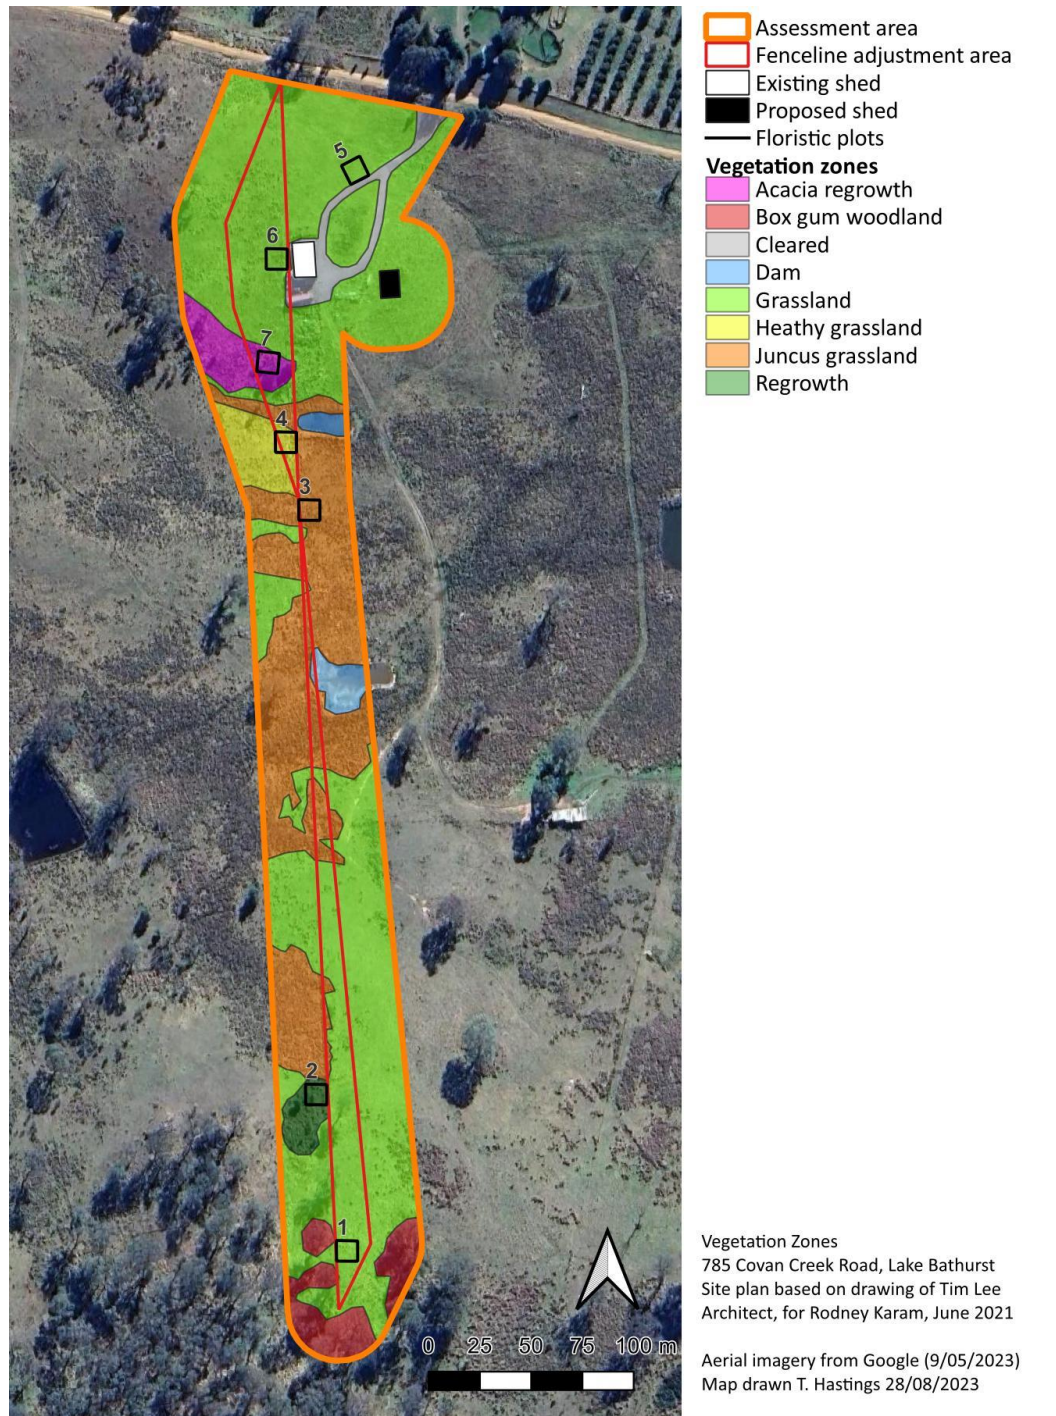 Assessment area
Fenceline adjustment area
Existing shed
Proposed shed
Floristic plots
Vegetation zones
Acacia regrowth
Box gum woodland
Cleared
Dam
Grassland
Heathy grassland
Juncus grassland
Regrowth
5
6
7
4
3
2
1
0 25 50 75 100 m
Vegetation Zones
785 Covan Creek Road, Lake Bathurst
Site plan based on drawing of Tim Lee
Architect, for Rodney Karam, June 2021
Aerial imagery from Google (9/05/2023)
Map drawn T. Hastings 28/08/2023